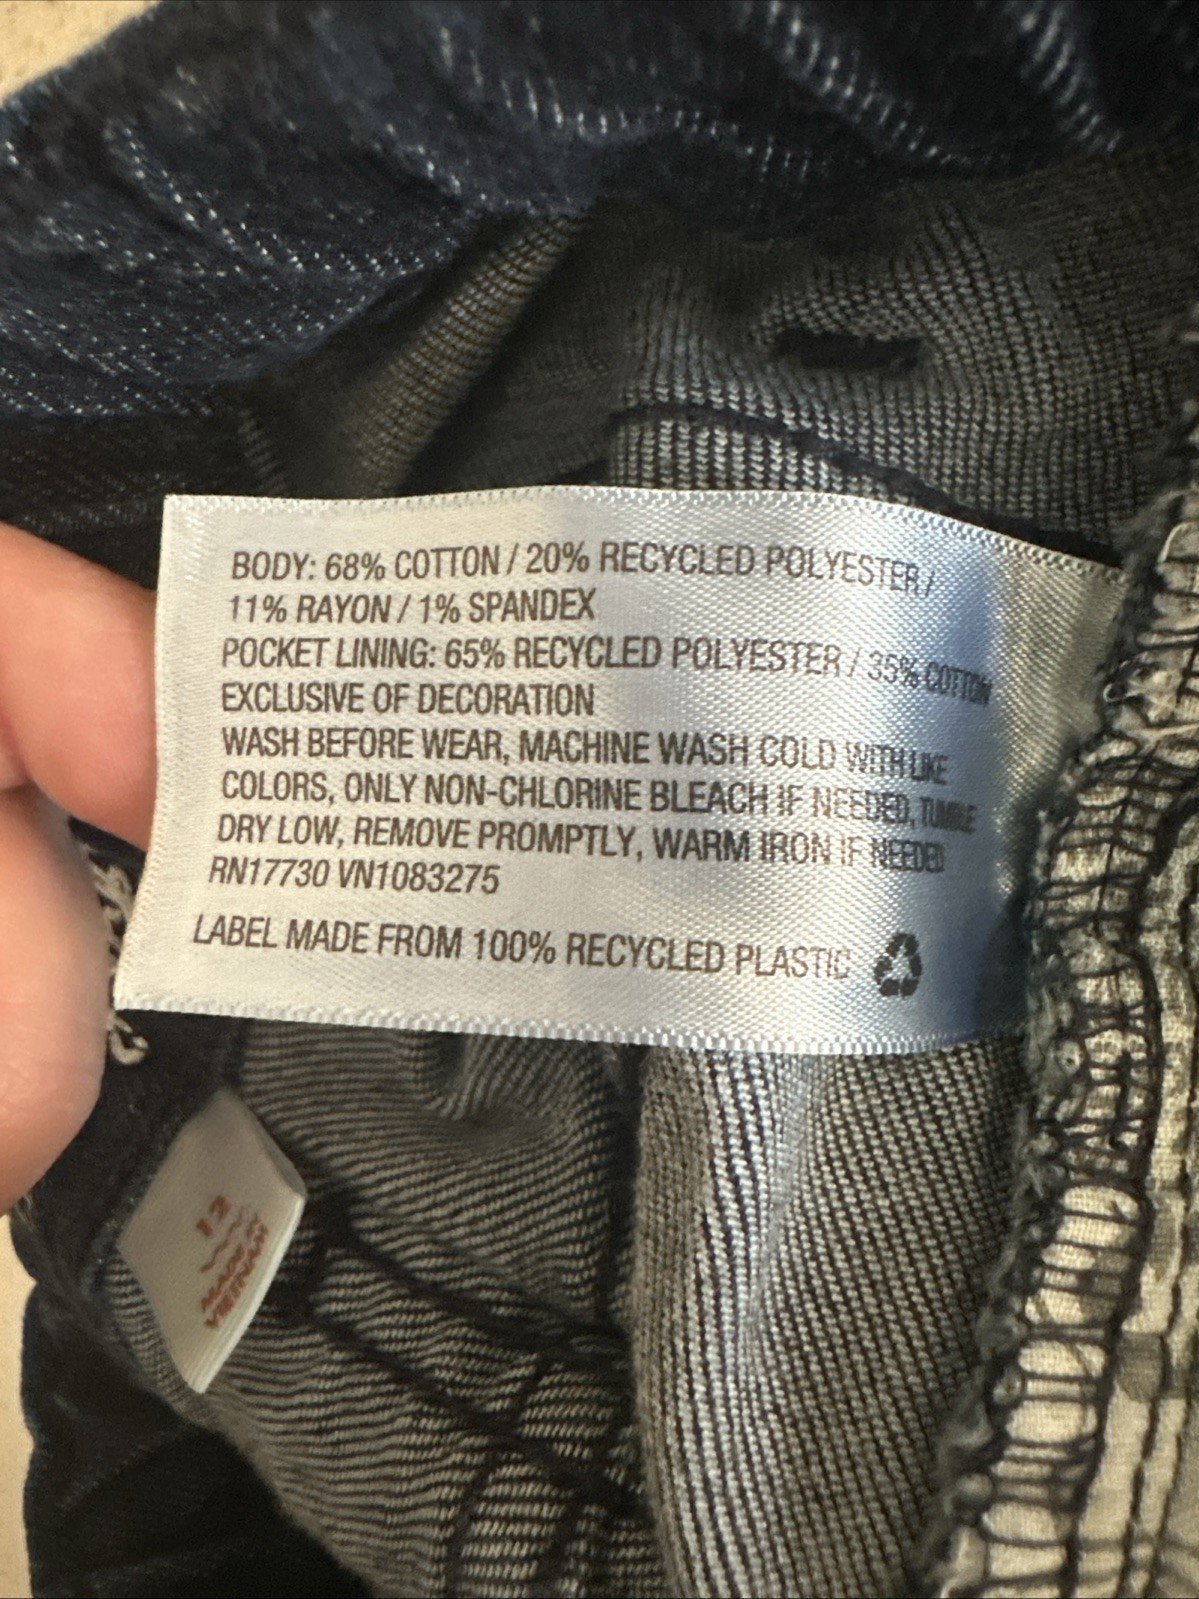 BODY: 68% COTTON / 20% RECYCLED POLYESTER /
11% RAYON / 1% SPANDEX
POCKET LINING: 65% RECYCLED POLYESTER / 35% COTTON
EXCLUSIVE OF DECORATION
WASH BEFORE WEAR, MACHINE WASH COLD WITH LIKE
COLORS, ONLY NON-CHLORINE BLEACH IF NEEDED, TUMBLE
DRY LOW, REMOVE PROMPTLY, WARM IRON IF NEEDED
RN17730 VN1083275
LABEL MADE FROM 100% RECYCLED PLASTIC
12
MADE IN
VIETNAM